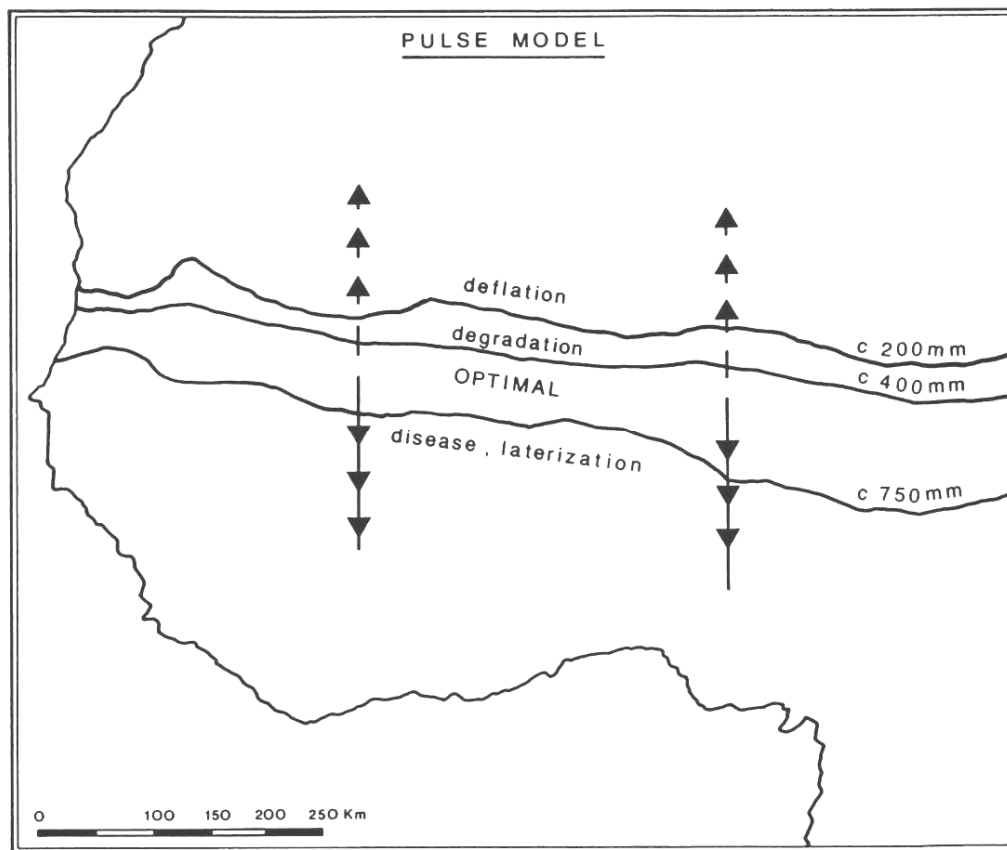 PULSE MODEL
deflation
degradation
c 200mm
c 400mm
OPTIMAL
disease, laterization
c 750mm
0 100 150 200 250 Km